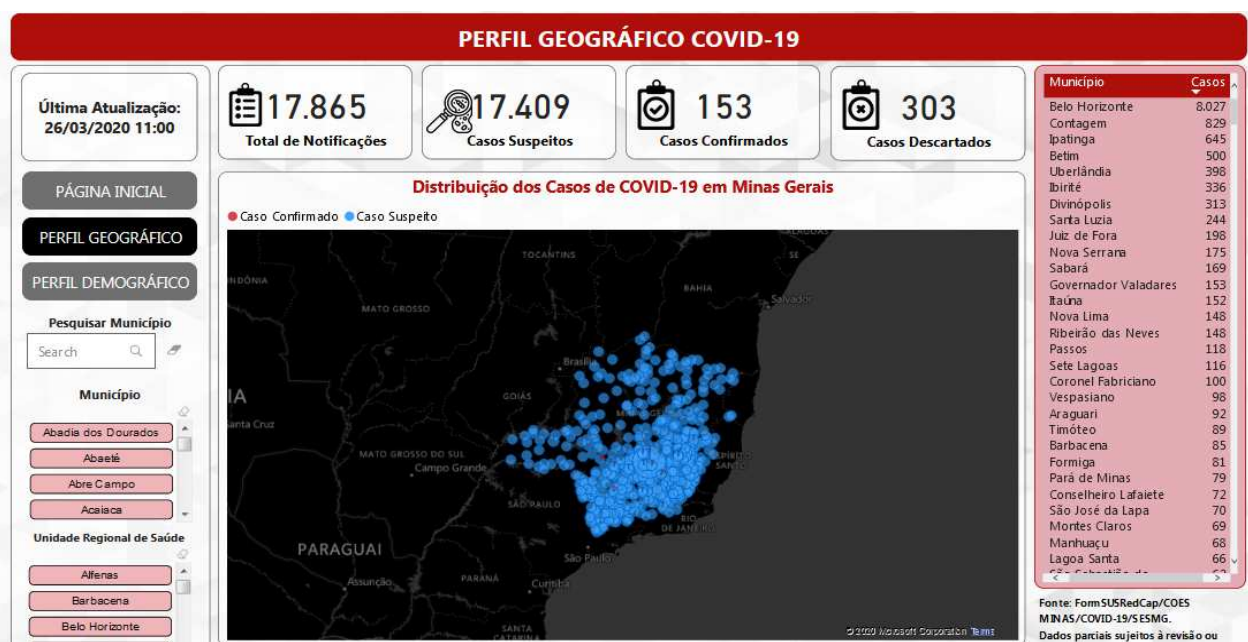 PERFIL GEOGRÁFICO COVID-19
Última Atualização:
26/03/2020 11:00
17.865
Total de Notificações
17.409
Casos Suspeitos
153
Casos Confirmados
303
Casos Descartados
PÁGINA INICIAL
PERFIL GEOGRÁFICO
PERFIL DEMOGRÁFICO
Pesquisar Município
Search
Município
Abadia dos Dourados
Abaeté
Abre Campo
Acaiaca
Unidade Regional de Saúde
Alfenas
Barbacena
Belo Horizonte
Distribuição dos Casos de COVID-19 em Minas Gerais
Caso Confirmado Caso Suspeito
TOCANTINS
SE
BAHIA
Salvador
MATO GROSSO
Brasília
GOIÁS
IA
Santa Cruz
MATO GROSSO DO SUL
Campo Grande
SANTO
SÃO PAULO
RIO
DE JANEIRO
São Paulo
PARAGUAI
Assunção
PARANÁ
Curitiba
SANTA
CATARINA
© 2020 Microsoft Corporation Terms
Município Casos
Belo Horizonte 8.027
Contagem 829
Ipatinga 645
Betim 500
Uberlândia 398
Ibirité 336
Divinópolis 313
Santa Luzia 244
Juiz de Fora 198
Nova Serrana 175
Sabará 169
Governador Valadares 153
Itaúna 152
Nova Lima 148
Ribeirão das Neves 148
Passos 118
Sete Lagoas 116
Coronel Fabriciano 100
Vespasiano 98
Araguari 92
Timóteo 89
Barbacena 85
Formiga 81
Pará de Minas 79
Conselheiro Lafaiete 72
São José da Lapa 70
Montes Claros 69
Manhuaçu 68
Lagoa Santa 66
Fonte: FormSUSRedCap/COES
MINAS/COVID-19/SESMG.
Dados parciais sujeitos à revisão ou